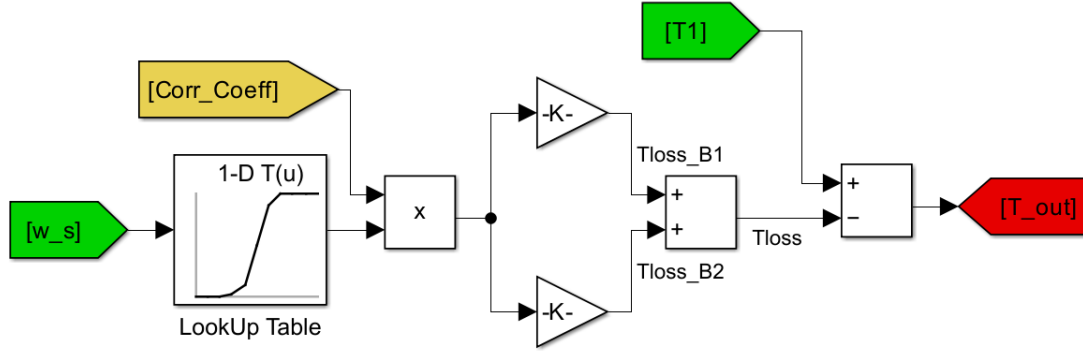 [T1]
[Corr_Coeff]
1-D T(u)
-K-
Tloss_B1
+
+
x
+
−
[w_s]
[T_out]
Tloss
Tloss_B2
-K-
LookUp Table